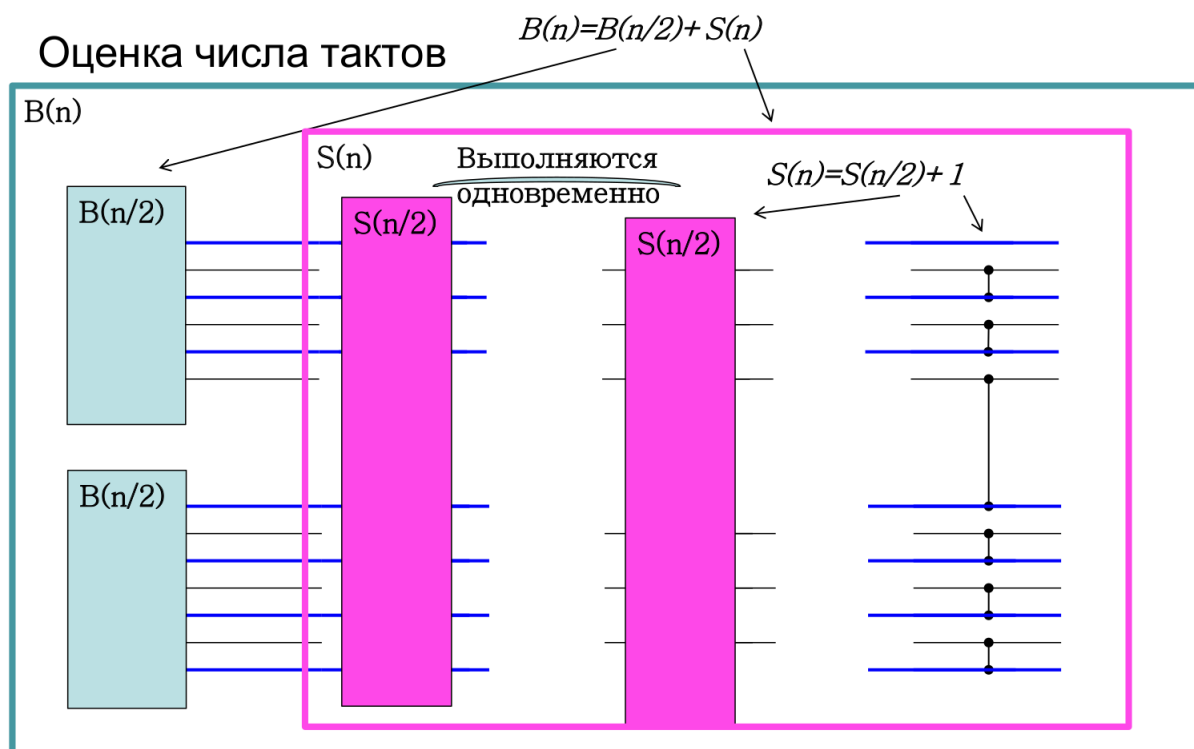 B(n)=B(n/2)+S(n)
Оценка числа тактов
B(n)
S(n)
Выполняются
одновременно
S(n)=S(n/2)+1
B(n/2)
S(n/2)
S(n/2)
B(n/2)